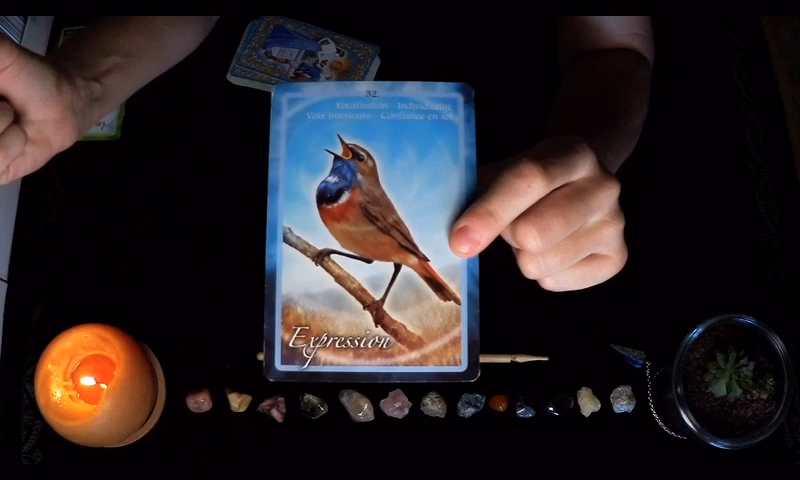 32.
Vocalisation - Individualité
Voix intérieure - Confiance en soi
Expression